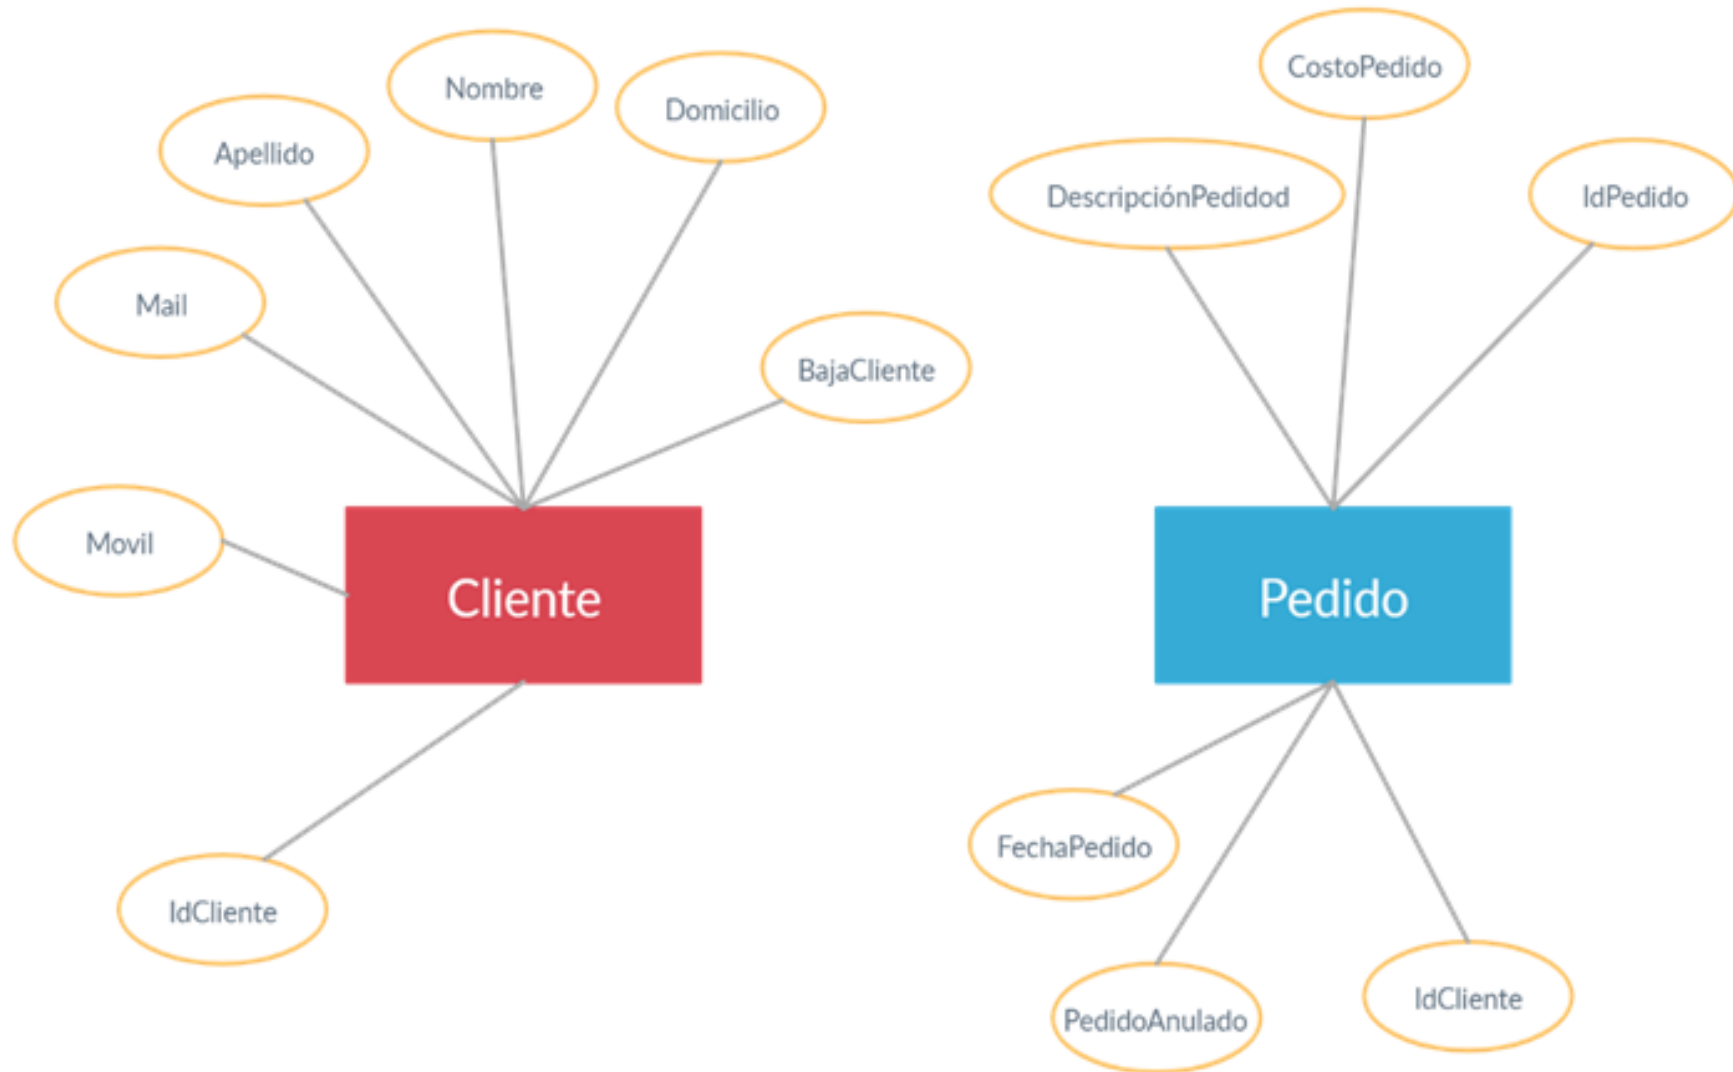 CostoPedido
Nombre
Domicilio
Apellido
DescripciónPedidod
IdPedido
Mail
BajaCliente
Movil
Cliente
Pedido
FechaPedido
IdCliente
IdCliente
PedidoAnulado